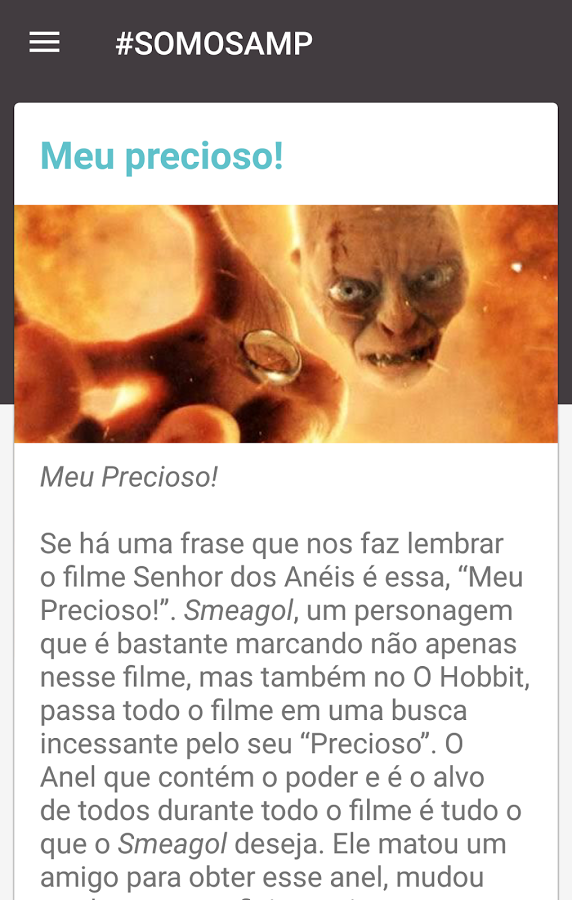 #SOMOSAMP
Meu precioso!
Meu Precioso!
Se há uma frase que nos faz lembrar
o filme Senhor dos Anéis é essa, “Meu
Precioso!”. Smeagol, um personagem
que é bastante marcando não apenas
nesse filme, mas também no O Hobbit,
passa todo o filme em uma busca
incessante pelo seu “Precioso”. O
Anel que contém o poder e é o alvo
de todos durante todo o filme é tudo o
que o Smeagol deseja. Ele matou um
amigo para obter esse anel, mudou